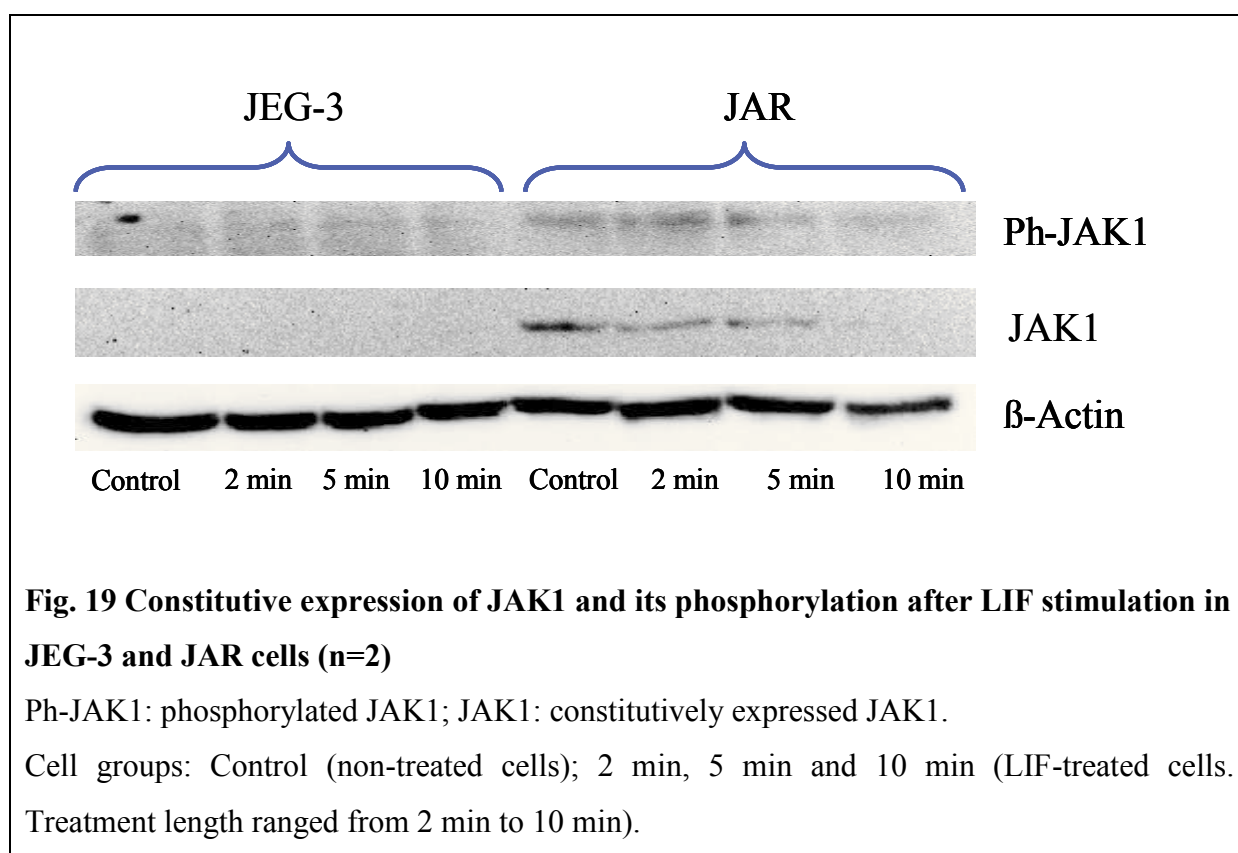 JEG-3 JAR
Ph-JAK1
JAK1
ß-Actin
Control 2 min 5 min 10 min Control 2 min 5 min 10 min
Fig. 19 Constitutive expression of JAK1 and its phosphorylation after LIF stimulation in
JEG-3 and JAR cells (n=2)
Ph-JAK1: phosphorylated JAK1; JAK1: constitutively expressed JAK1.
Cell groups: Control (non-treated cells); 2 min, 5 min and 10 min (LIF-treated cells.
Treatment length ranged from 2 min to 10 min).